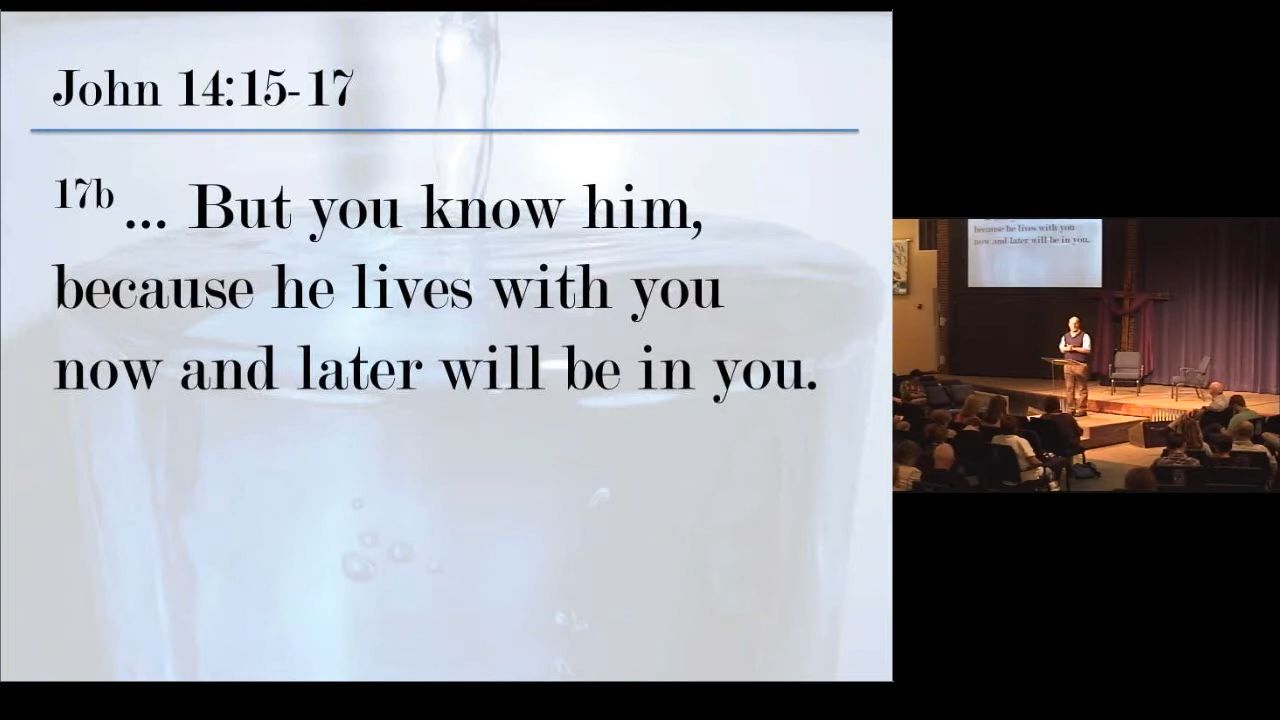 John 14:15-17
17b ... But you know him,
because he lives with you
now and later will be in you.
because he lives with you
now and later will be in you.